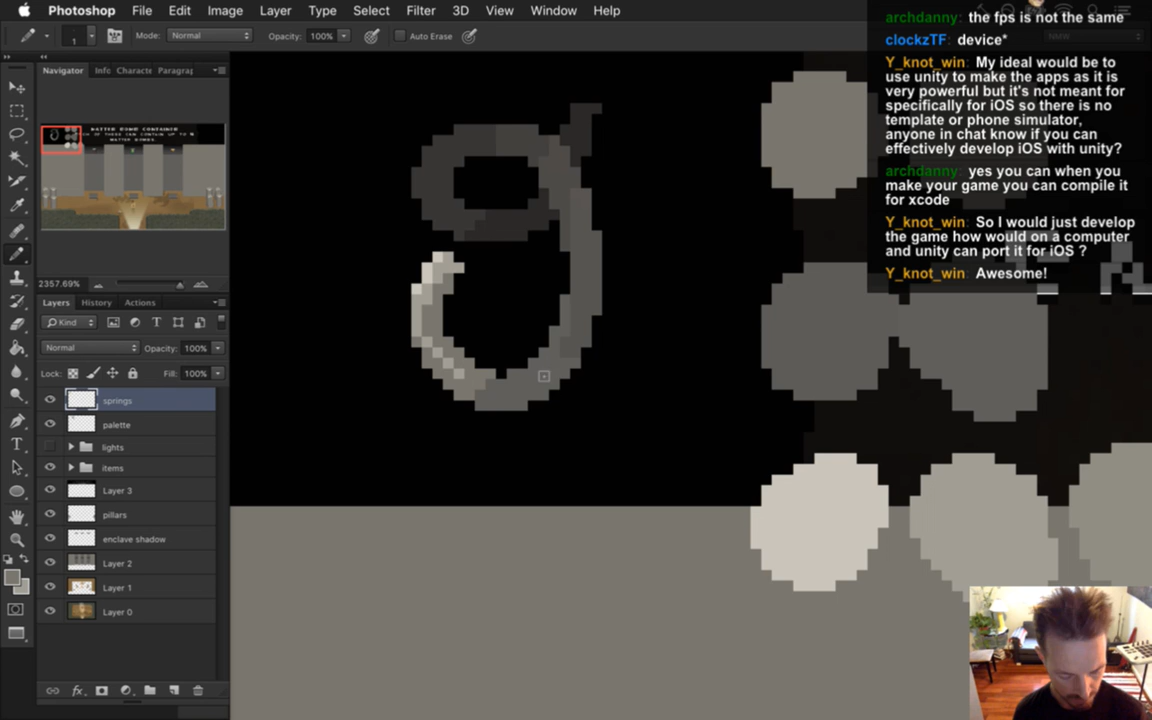 Photoshop File Edit Image Layer Type Select Filter 3D View Window Help
1 Mode: Normal Opacity: 100% Auto Erase
Navigator Info Characte Paragraj
MATTER BOMB CONTAINER
2357.69%
Layers History Actions
Kind
Normal Opacity: 100%
Lock: Fill: 100%
springs
palette
lights
items
Layer 3
pillars
enclave shadow
Layer 2
Layer 1
Layer 0
fx
archdanny: the fps is not the same
clockzTF: device*
Y_knot_win: My ideal would be to
use unity to make the apps as it is
very powerful but it's not meant for
specifically for iOS so there is no
template or phone simulator,
anyone in chat know if you can
effectively develop iOS with unity?
archdanny: yes you can when you
make your game you can compile it
for xcode
Y_knot_win: So I would just develop
the game how would on a computer
and unity can port it for iOS ?
Y_knot_win: Awesome!